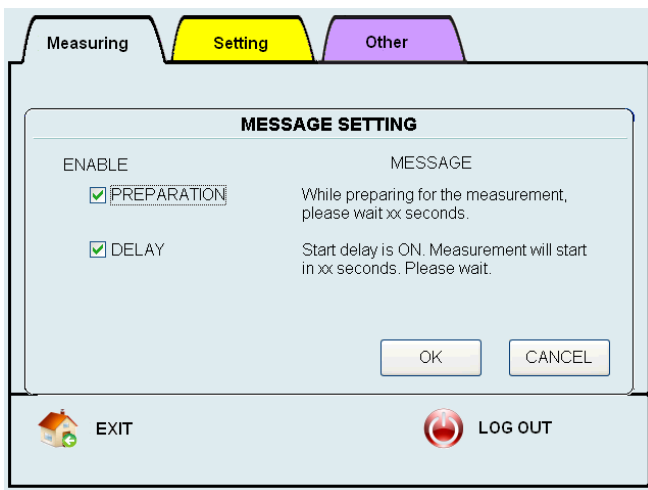 Measuring Setting Other
MESSAGE SETTING
ENABLE MESSAGE
PREPARATION While preparing for the measurement,
please wait xx seconds.
DELAY Start delay is ON. Measurement will start
in xx seconds. Please wait.
OK CANCEL
EXIT LOG OUT